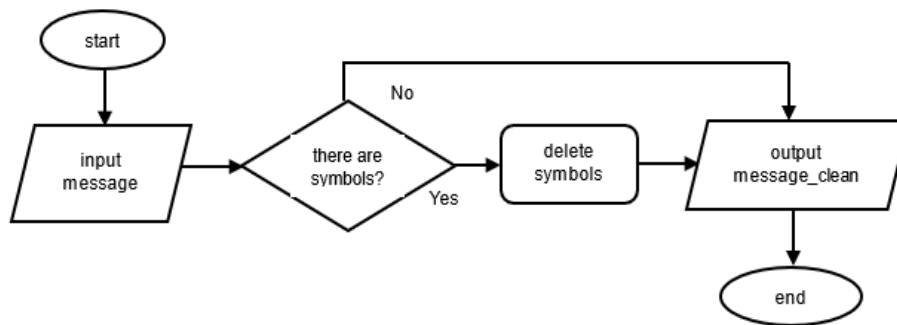 start
input
message
there are
symbols?
No
Yes
delete
symbols
output
message_clean
end